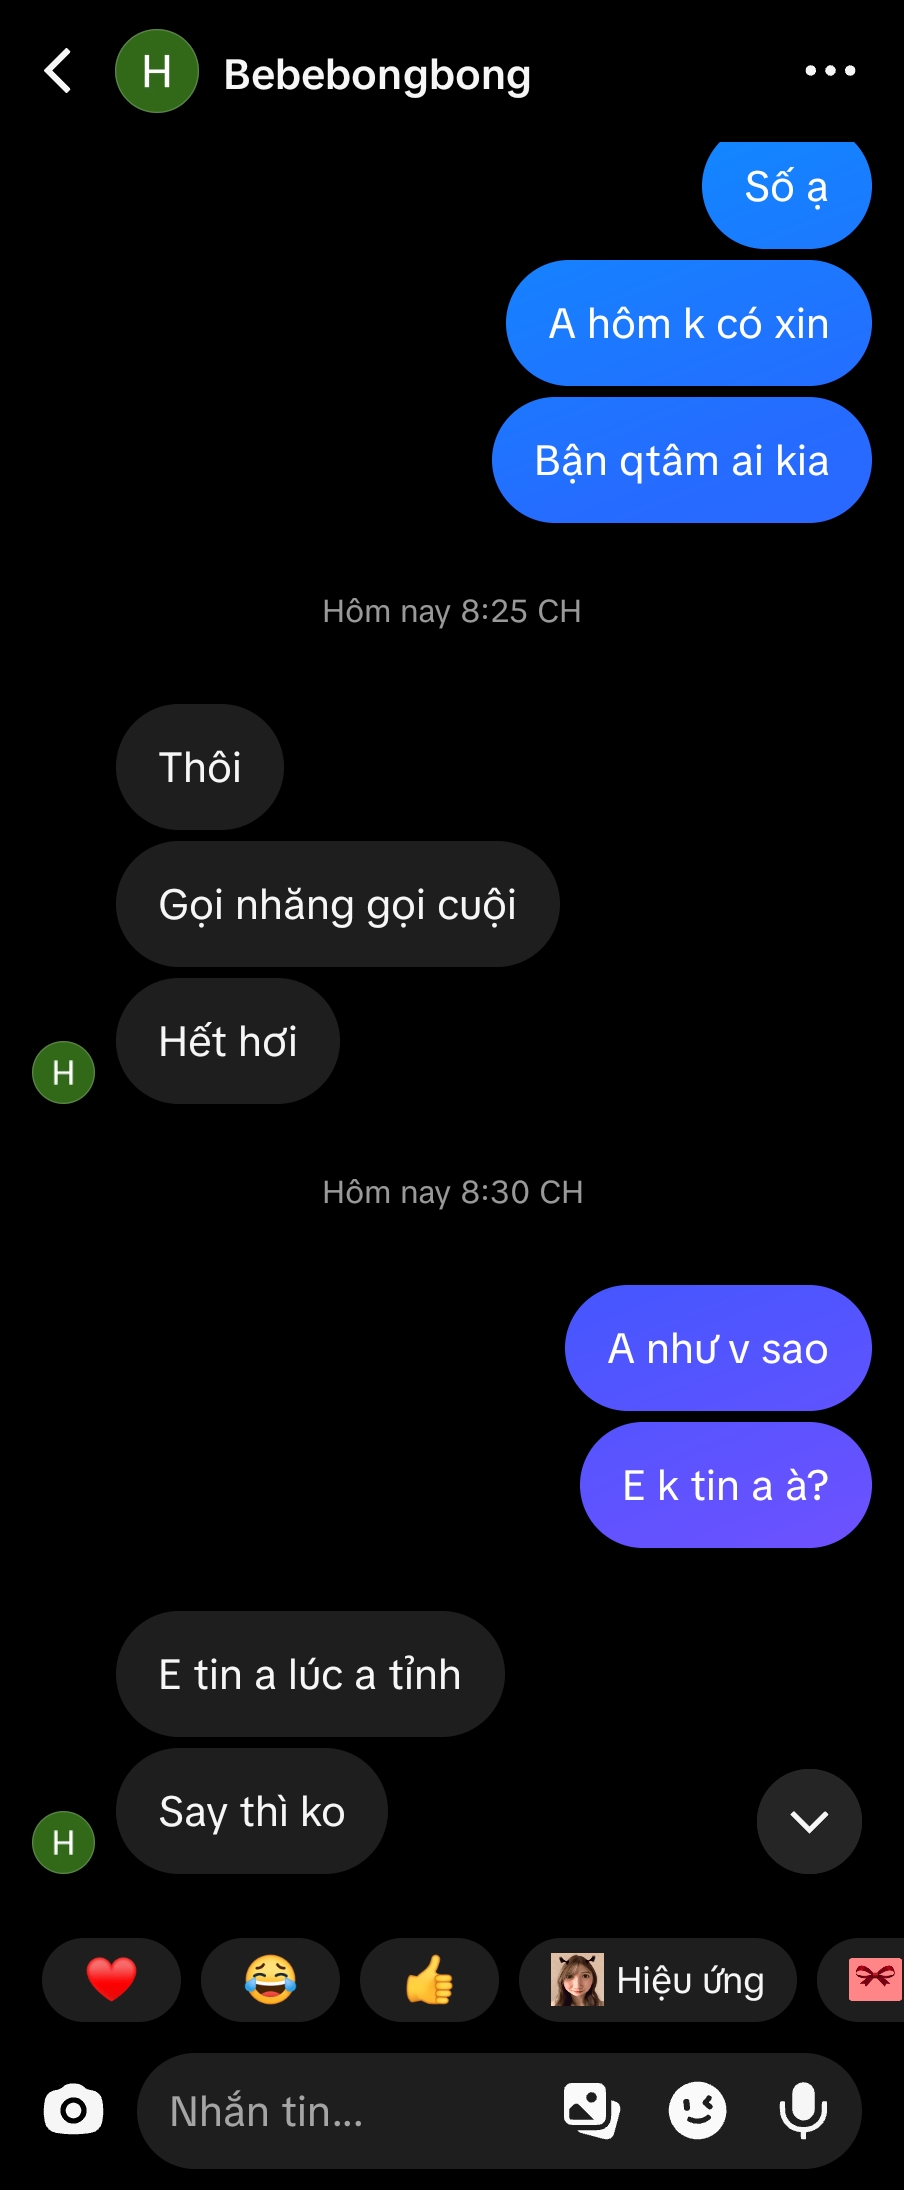 H
Bebebongbong
Số ạ
A hôm k có xin
Bận qtâm ai kia
Hôm nay 8:25 CH
Thôi
Gọi nhăng gọi cuội
Hết hơi
H
Hôm nay 8:30 CH
A như v sao
E k tin a à?
E tin a lúc a tỉnh
Say thì ko
H
Hiệu ứng
Nhắn tin...